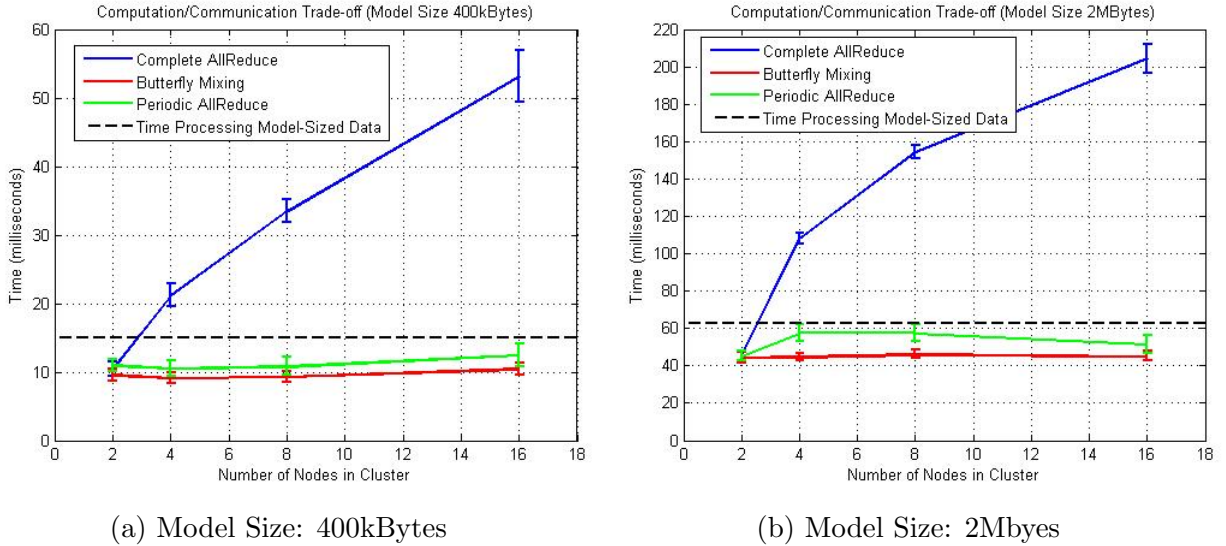 Computation/Communication Trade-off (Model Size 400kBytes)
60
50
40
30
20
10
0
Time (milliseconds)
Complete AllReduce
Butterfly Mixing
Periodic AllReduce
Time Processing Model-Sized Data
0 2 4 6 8 10 12 14 16 18
Number of Nodes in Cluster
(a) Model Size: 400kBytes
Computation/Communication Trade-off (Model Size 2MBytes)
220
200
180
160
140
120
100
80
60
40
20
0
Time (milliseconds)
Complete AllReduce
Butterfly Mixing
Periodic AllReduce
Time Processing Model-Sized Data
0 2 4 6 8 10 12 14 16 18
Number of Nodes in Cluster
(b) Model Size: 2Mbyes